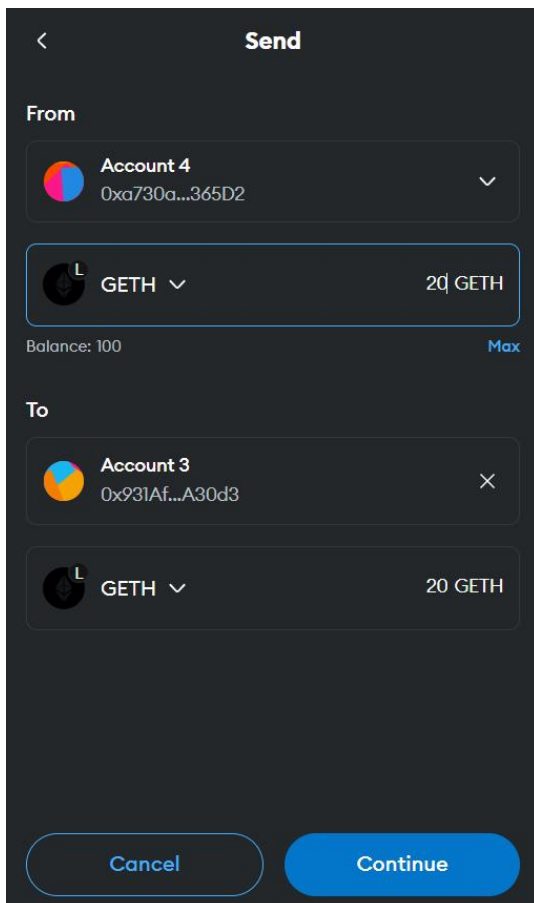 Send
From
Account 4
0xa730a...365D2
L
GETH
20 GETH
Balance: 100
Max
To
Account 3
0x931Af...A30d3
L
GETH
20 GETH
Cancel
Continue